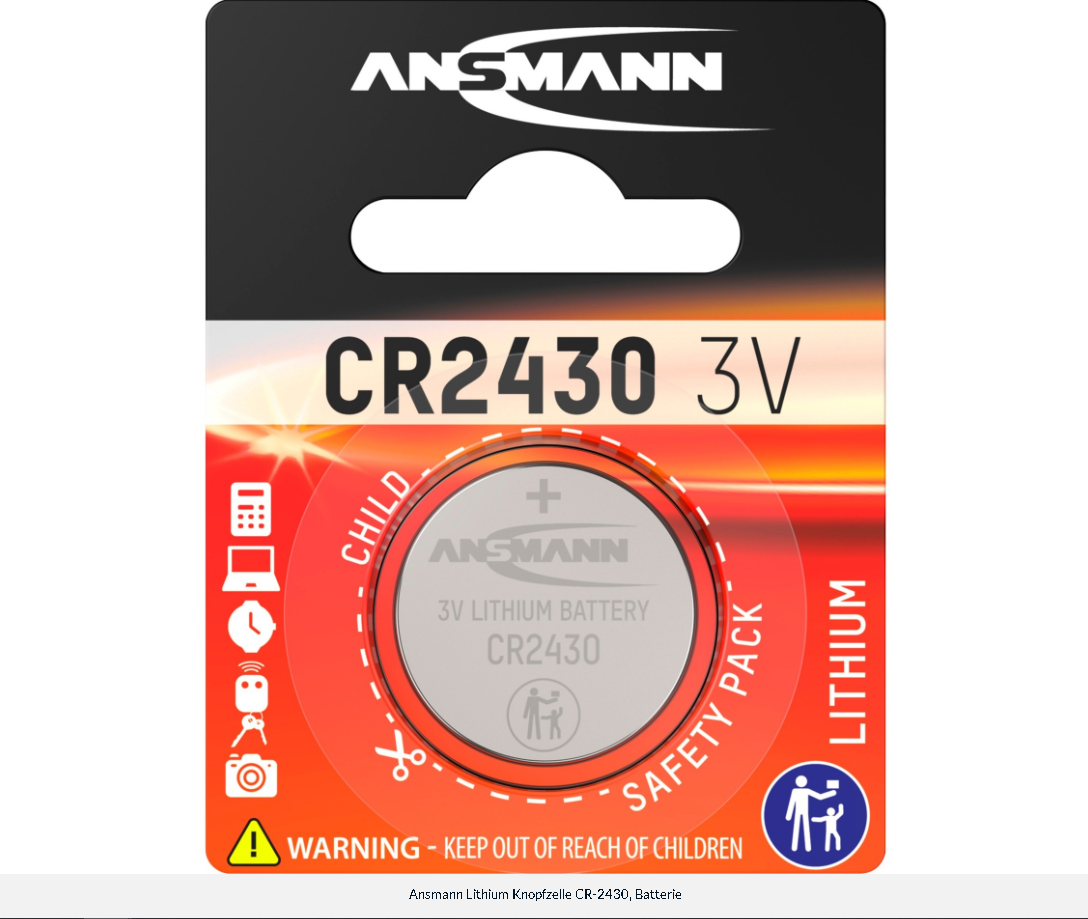 ANSMANN
CR2430 3V
CHILD
+
ANSMANN
3V LITHIUM BATTERY
CR2430
SAFETY PACK
LITHIUM
WARNING - KEEP OUT OF REACH OF CHILDREN
Ansmann Lithium Knopfzelle CR-2430, Batterie